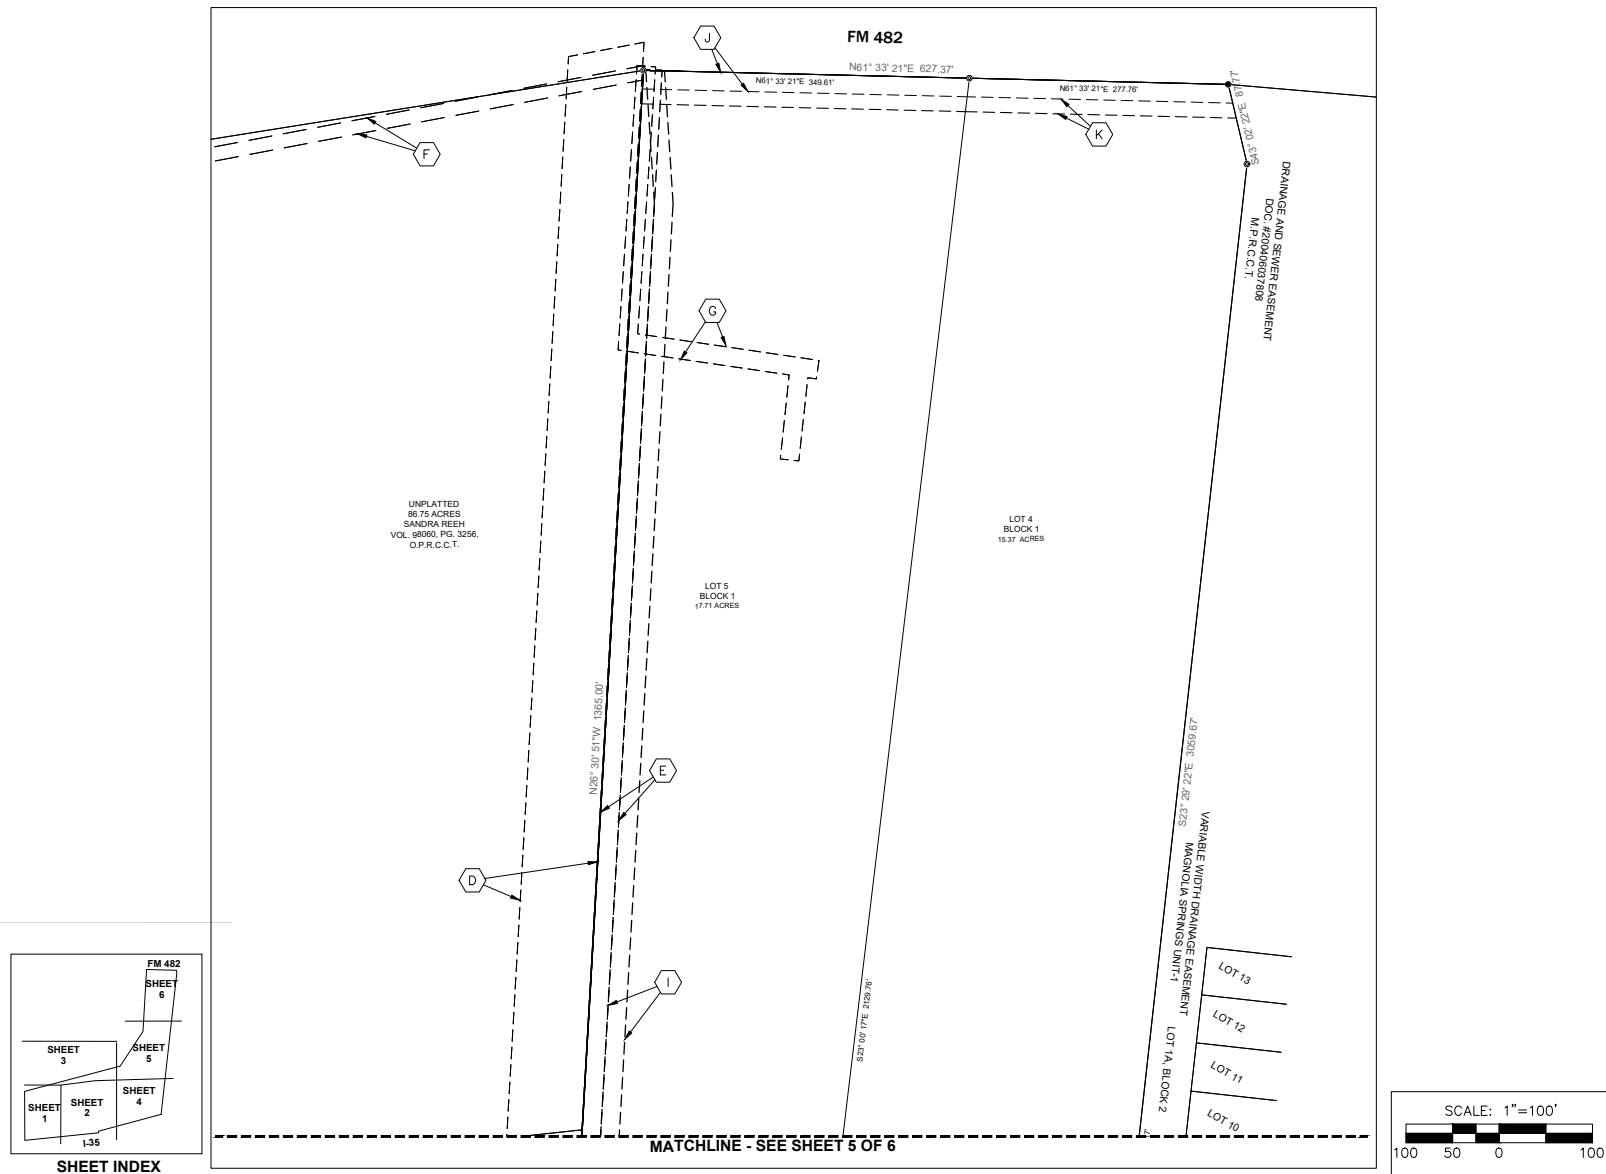 J
FM 482
N61° 33' 21"E 627.37'
N61° 33' 21"E 349.61'
N61° 33' 21"E 277.76'
S43° 02' 22"E 87.77'
K
F
DRAINAGE AND SEWER EASEMENT
DOC. #200406037808
M.P.R.C.C.T.
G
UNPLATTED
86.75 ACRES
SANDRA REEH
VOL. 98060, PG. 3256,
O.P.R.C.C.T.
LOT 4
BLOCK 1
15.37 ACRES
LOT 5
BLOCK 1
17.71 ACRES
N26° 30' 51"W 1365.00'
E
S23° 29' 22"E 3059.67'
VARIABLE WIDTH DRAINAGE EASEMENT
MAGNOLIA SPRINGS UNIT-1
D
I
S23° 00' 17"E 2129.76'
LOT 1A, BLOCK 2
LOT 13
LOT 12
LOT 11
LOT 10
MATCHLINE - SEE SHEET 5 OF 6
FM 482
SHEET
6
SHEET
3
SHEET
5
SHEET
4
SHEET
1
SHEET
2
I-35
SHEET INDEX
SCALE: 1"=100'
100 50 0 100